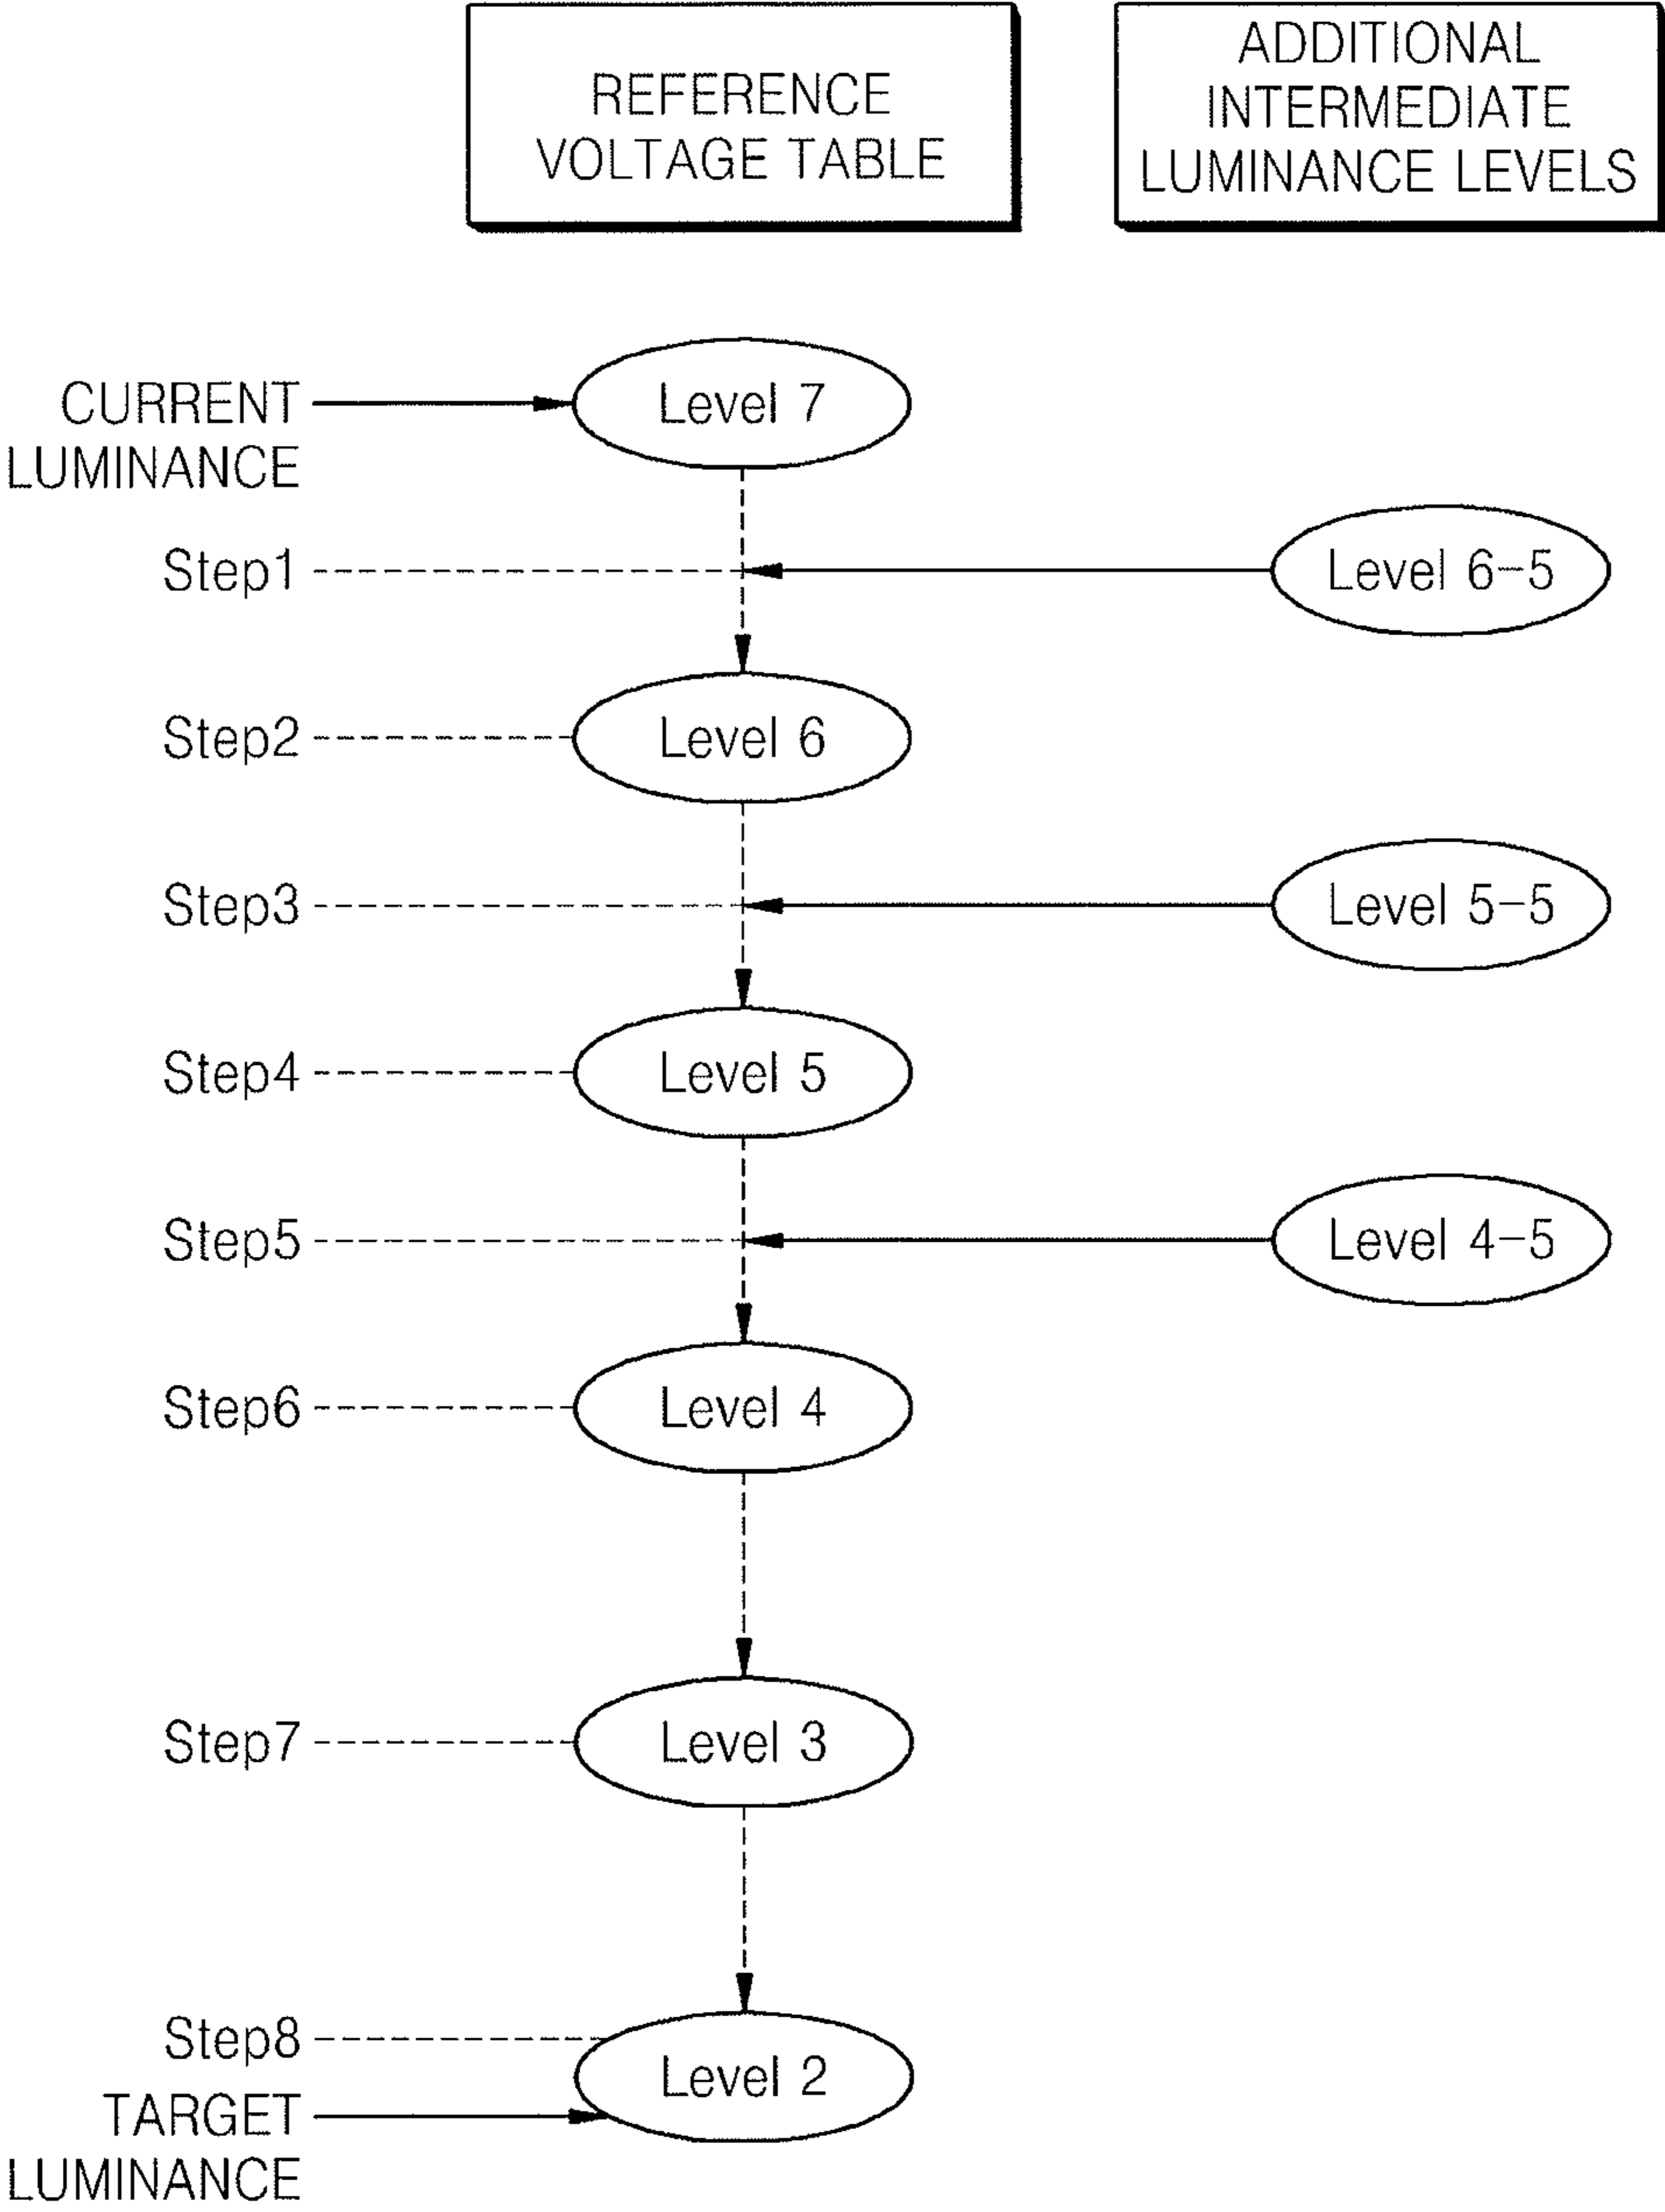 REFERENCE
VOLTAGE TABLE
ADDITIONAL
INTERMEDIATE
LUMINANCE LEVELS
CURRENT
LUMINANCE
Level 7
Step1
Level 6-5
Step2
Level 6
Step3
Level 5-5
Step4
Level 5
Step5
Level 4-5
Step6
Level 4
Step7
Level 3
Step8
Level 2
TARGET
LUMINANCE